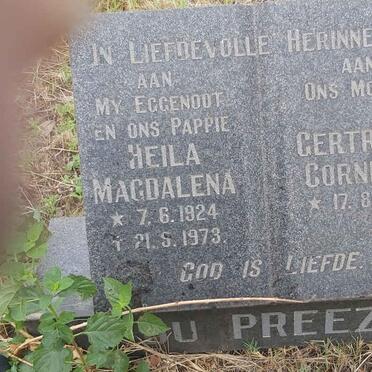 IN LIEFDEVOLLE HERINNE
AAN
MY EGGENOOT
EN ONS PAPPIE
HEILA
MAGDALENA
* 7.6.1924
† 21.5.1973.
AAN
ONS MO
GERTR
CORNE
* 17.8
GOD IS LIEFDE.
U PREEZ